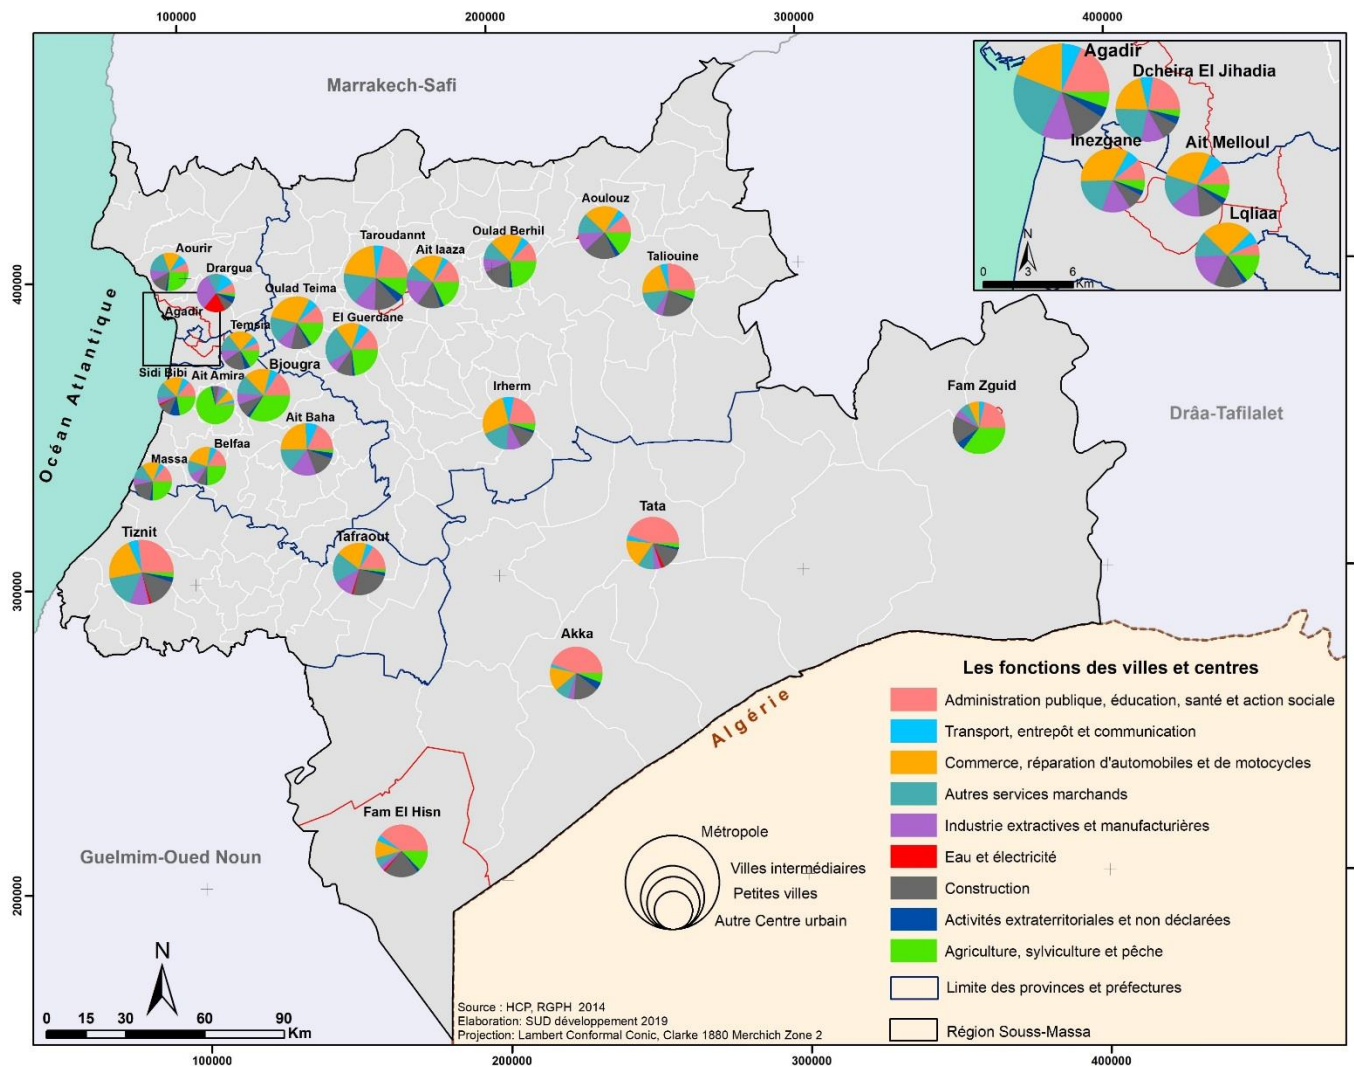 100000
200000
300000
400000
Marrakech-Safi
Agadir
Dcheira El Jihadia
Inezgane
Ait Melloul
Lqliaa
0 3 6
Km
Aoulouz
Oulad Berhil
Taroudannt
Ait Iaaza
Taliouine
Aourir
Drargua
Oulad Teima
El Guerdane
Agadir
Temsia
Sidi Bibi
Ait Amira
Bjougra
Ait Baha
Irherm
Fam Zguid
Belfaa
Massa
Tiznit
Tafraout
Tata
Akka
Fam El Hisn
Océan Atlantique
Drâa-Tafilalet
Guelmim-Oued Noun
Algérie
400000
300000
200000
400000
300000
200000
Les fonctions des villes et centres
Administration publique, éducation, santé et action sociale
Transport, entrepôt et communication
Commerce, réparation d'automobiles et de motocycles
Autres services marchands
Industrie extractives et manufacturières
Eau et électricité
Construction
Activités extraterritoriales et non déclarées
Agriculture, sylviculture et pêche
Limite des provinces et préfectures
Région Souss-Massa
Métropole
Villes intermédiaires
Petites villes
Autre Centre urbain
N
0 15 30 60 90
Km
Source : HCP, RGPH 2014
Elaboration: SUD développement 2019
Projection: Lambert Conformal Conic, Clarke 1880 Merchich Zone 2
100000
200000
300000
400000